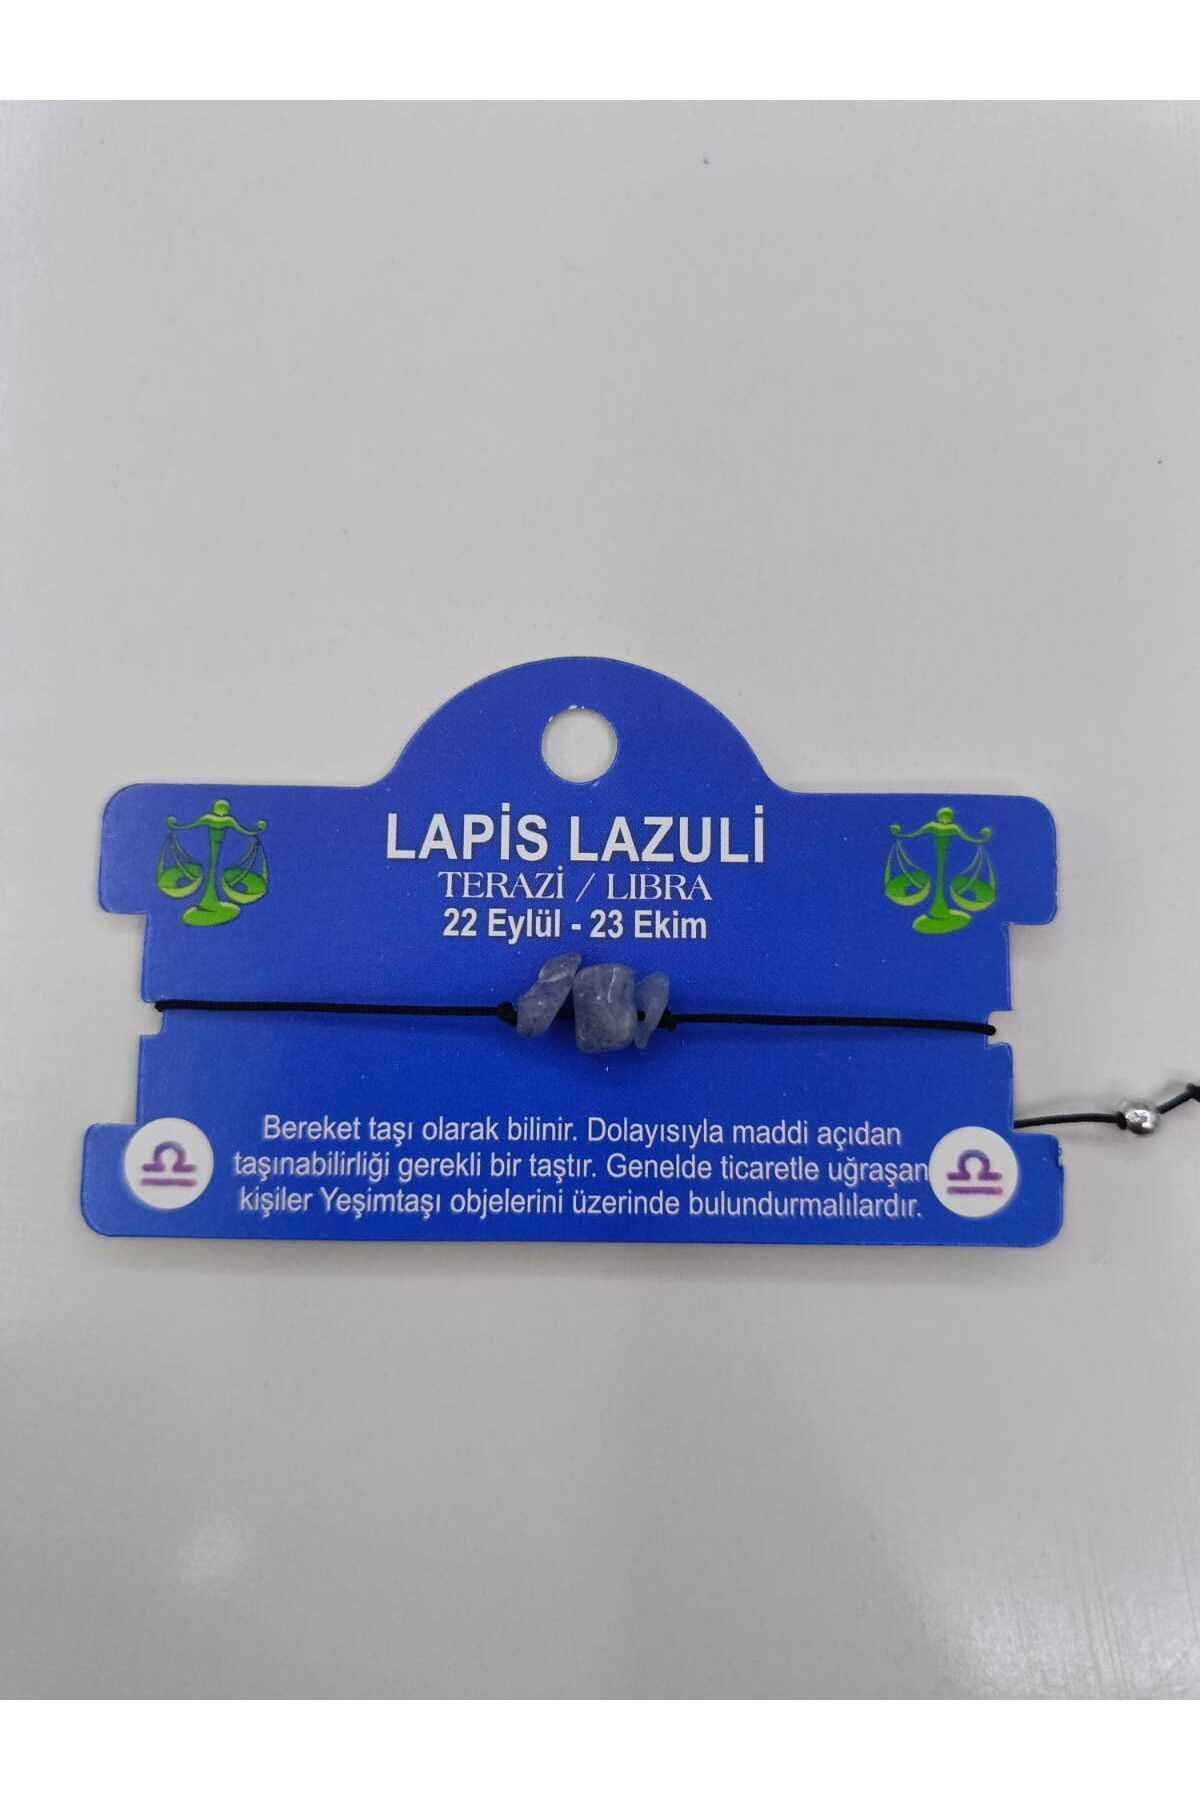 LAPİS LAZULİ
TERAZİ / LIBRA
22 Eylül - 23 Ekim
Bereket taşı olarak bilinir. Dolayısıyla maddi açıdan
taşınabilirliği gerekli bir taştır. Genelde ticaretle uğraşan
kişiler Yeşimtaşı objelerini üzerinde bulundurmalılardır.